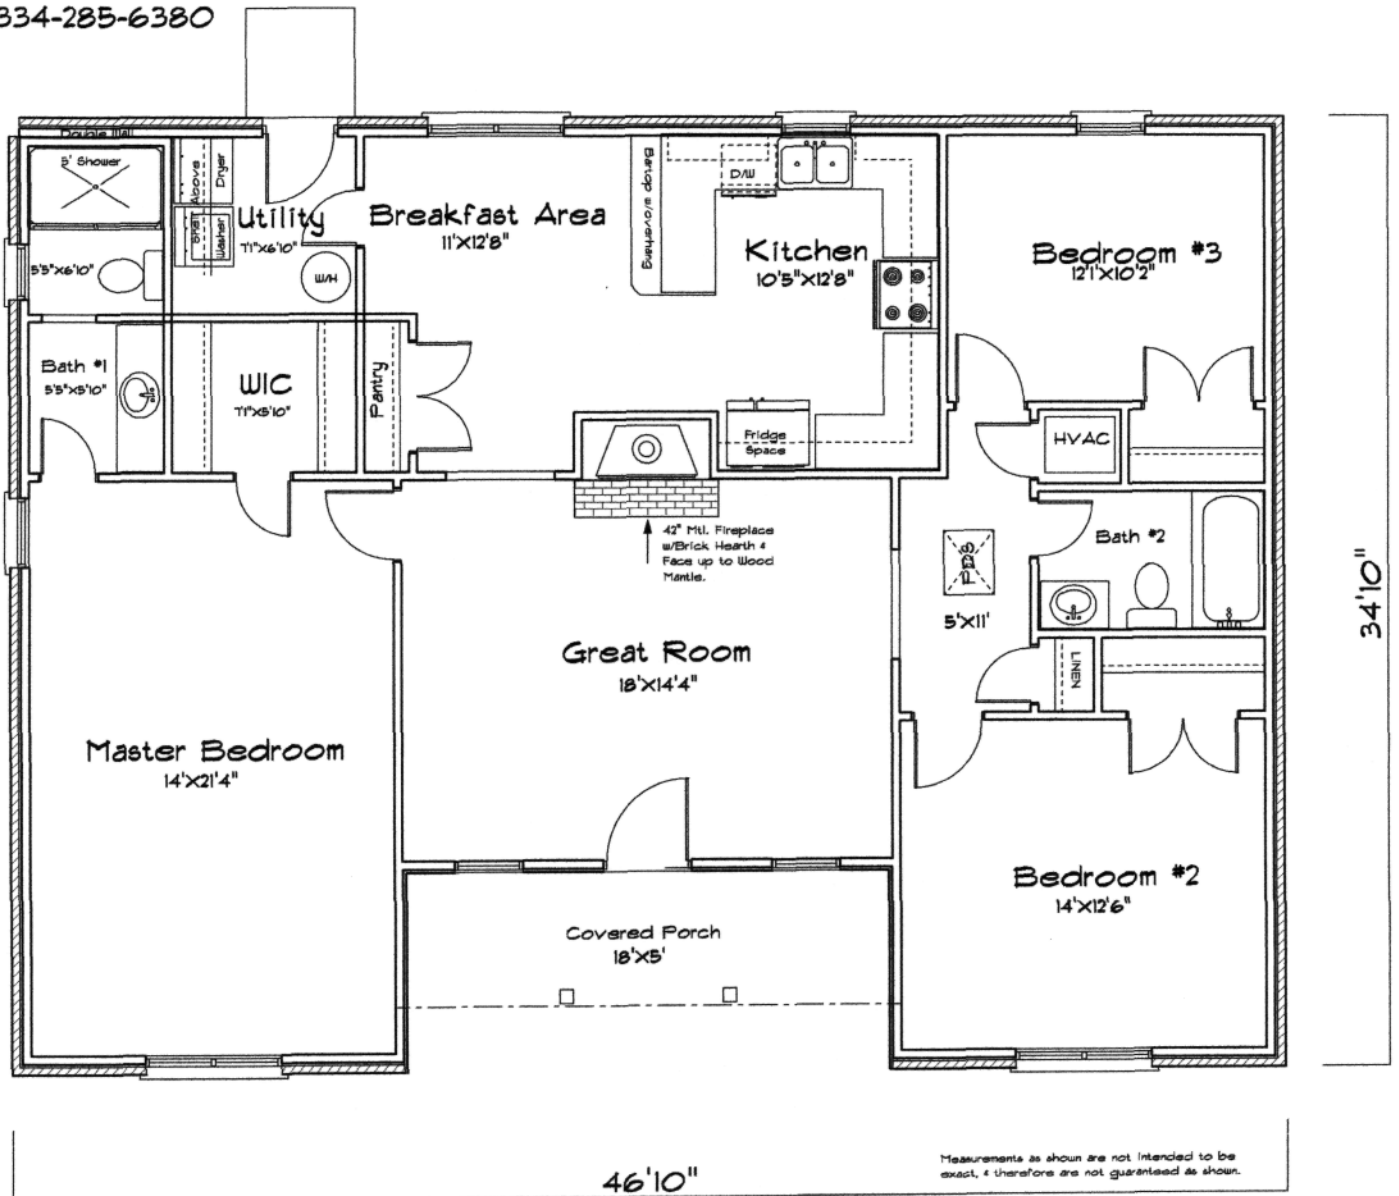 334-285-6380
Double
5' Shower
Shelf Above
Dryer
Washer
Utility
7'1"X6'10"
W/H
5'5"X6'10"
Breakfast Area
11'X12'8"
Bartop w/overhang
D/W
Kitchen
10'5"X12'8"
Bedroom #3
12'1'X10'2"
Bath #1
5'5"X5'10"
WIC
7'1"X5'10"
Pantry
Fridge
Space
HVAC
42" Mtl. Fireplace
w/Brick Hearth &
Face up to Wood
Mantle.
PDS
5'X11'
Bath #2
LINEN
Great Room
18'X14'4"
Master Bedroom
14'X21'4"
Bedroom #2
14'X12'6"
Covered Porch
18'X5'
34'10"
46'10"
Measurements as shown are not intended to be
exact, & therefore are not guaranteed as shown.